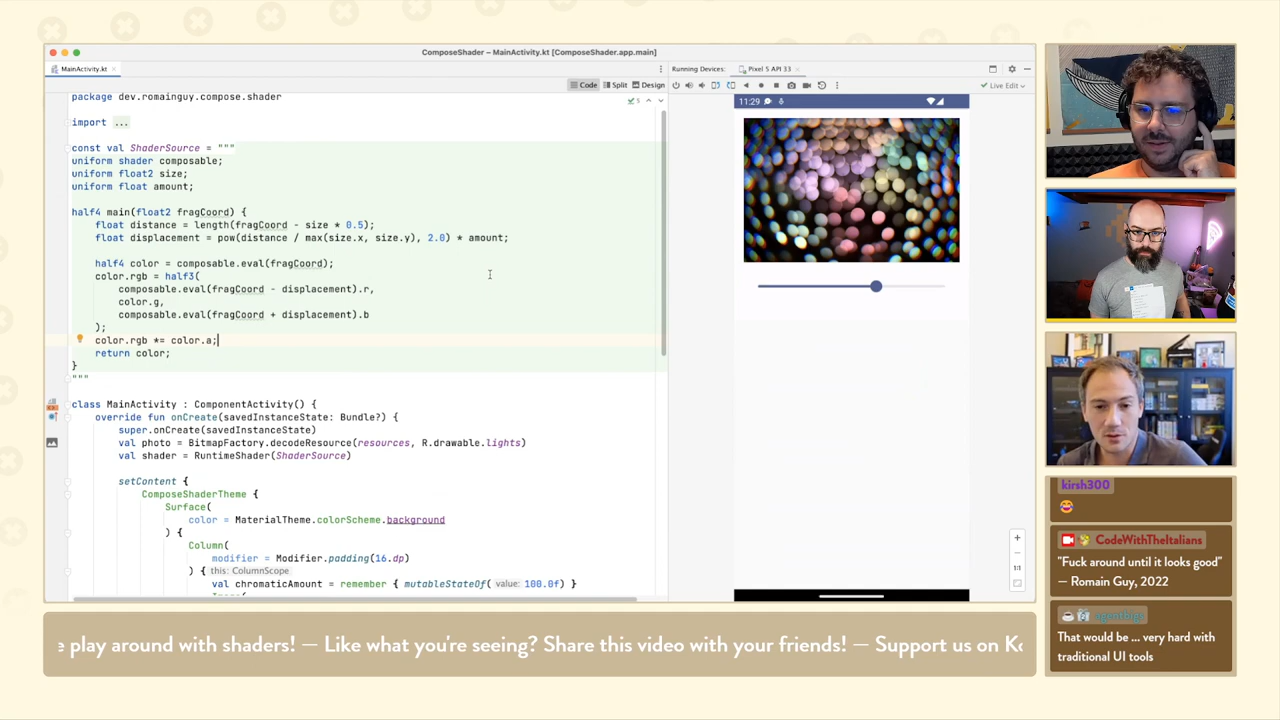 ComposeShader – MainActivity.kt [ComposeShader.app.main]
MainActivity.kt
Running Devices:
Pixel 5 API 33
Code
Split
Design
Live Edit
5
11:29
package dev.romainguy.compose.shader
import ...
const val ShaderSource = """
uniform shader composable;
uniform float2 size;
uniform float amount;
half4 main(float2 fragCoord) {
float distance = length(fragCoord - size * 0.5);
float displacement = pow(distance / max(size.x, size.y), 2.0) * amount;
half4 color = composable.eval(fragCoord);
color.rgb = half3(
composable.eval(fragCoord - displacement).r,
color.g,
composable.eval(fragCoord + displacement).b
);
color.rgb *= color.a;
return color;
}
"""
class MainActivity : ComponentActivity() {
override fun onCreate(savedInstanceState: Bundle?) {
super.onCreate(savedInstanceState)
val photo = BitmapFactory.decodeResource(resources, R.drawable.lights)
val shader = RuntimeShader(ShaderSource)
setContent {
ComposeShaderTheme {
Surface(
color = MaterialTheme.colorScheme.background
) {
Column(
modifier = Modifier.padding(16.dp)
) { this: ColumnScope
val chromaticAmount = remember { mutableStateOf( value: 100.0f) }
1:1
kirsh300
😂
CodeWithTheItalians
"Fuck around until it looks good"
— Romain Guy, 2022
That would be ... very hard with
traditional UI tools
e play around with shaders! — Like what you're seeing? Share this video with your friends! — Support us on Ko